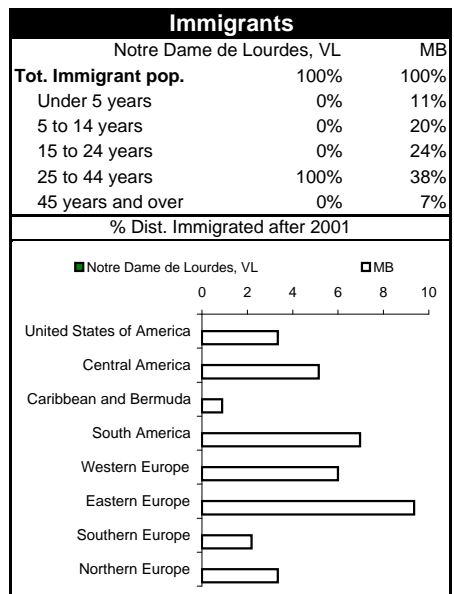 Immigrants
Notre Dame de Lourdes, VL MB
Tot. Immigrant pop. 100% 100%
Under 5 years 0% 11%
5 to 14 years 0% 20%
15 to 24 years 0% 24%
25 to 44 years 100% 38%
45 years and over 0% 7%
% Dist. Immigrated after 2001
Notre Dame de Lourdes, VL MB
0 2 4 6 8 10
United States of America
Central America
Caribbean and Bermuda
South America
Western Europe
Eastern Europe
Southern Europe
Northern Europe